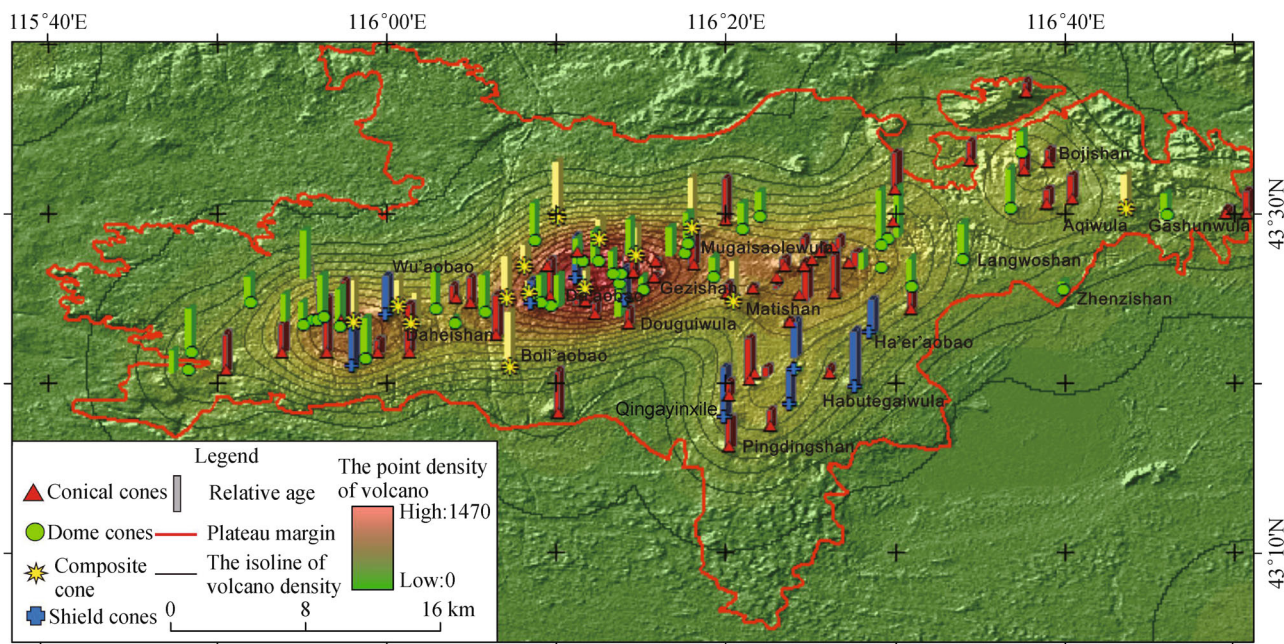 115°40'E
116°00'E
116°20'E
116°40'E
43°30'N
43°10'N
Bojishan
Aqiwula
Gashunwula
Mugaisaolewula
Langwoshan
Wu'aobao
Gezishan
Zhenzishan
Matishan
Daheishan
Douguiwula
Ha'er'aobao
Boli'aobao
Habutegaiwula
Qingayinxile
Pingdingshan
Legend
Conical cones
Relative age
Dome cones
Plateau margin
Composite cone
The isoline of volcano density
Shield cones
The point density of volcano
High:1470
Low:0
0 8 16 km